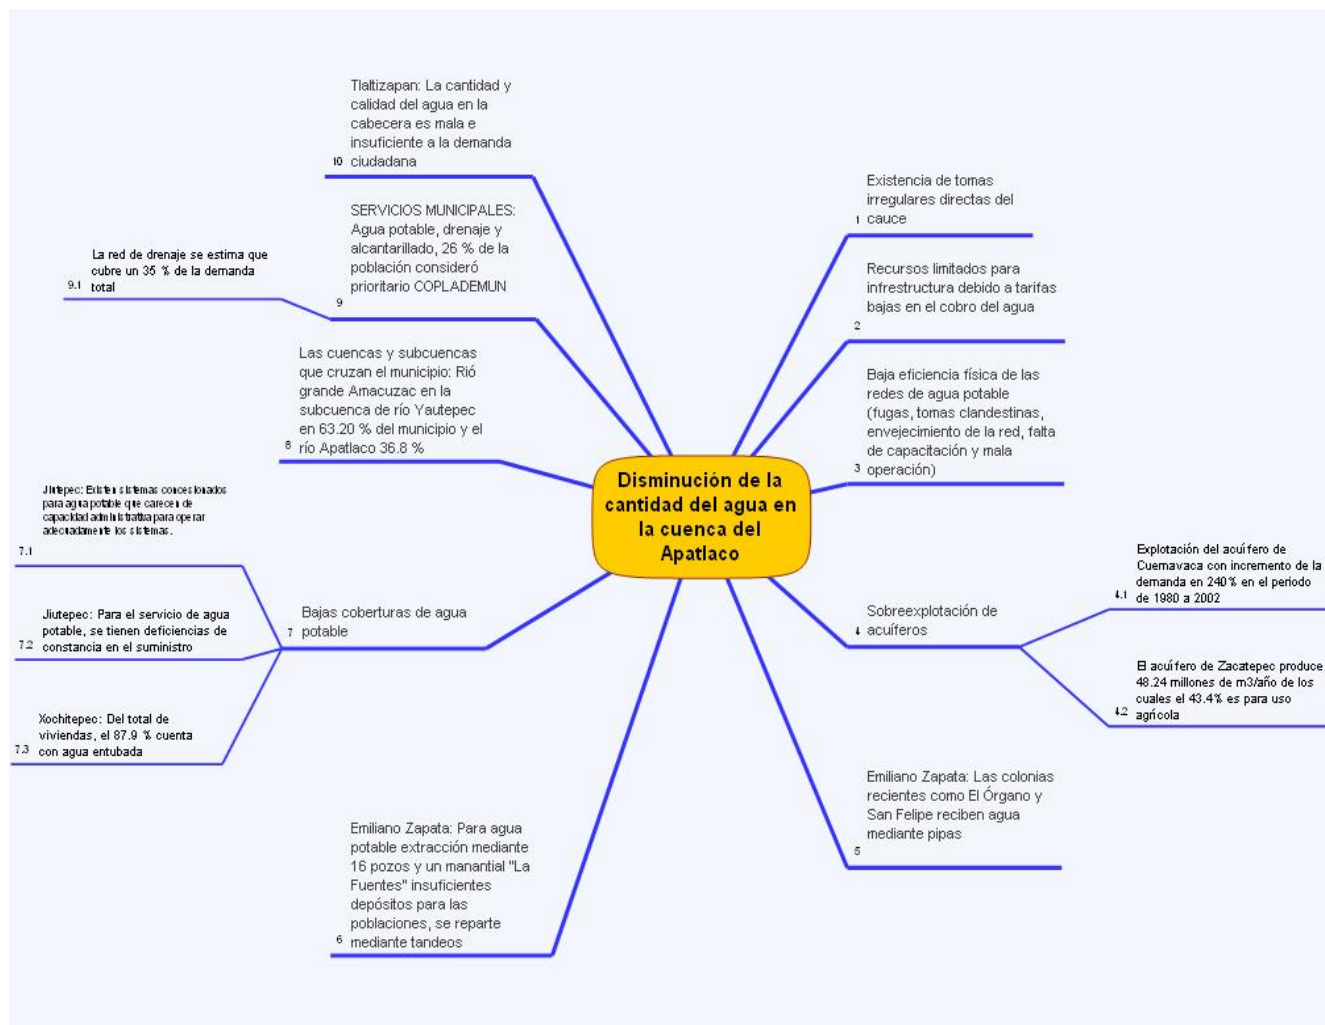 Disminución de la
cantidad del agua en
la cuenca del
Apatlaco
Existencia de tomas
irregulares directas del
1 cauce
Recursos limitados para
infrestructura debido a tarifas
bajas en el cobro del agua
2
Baja eficiencia física de las
redes de agua potable
(fugas, tomas clandestinas,
envejecimiento de la red, falta
de capacitación y mala
3 operación)
Sobreexplotación de
4 acuíferos
Explotación del acuífero de
Cuernavaca con incremento de la
demanda en 240% en el periodo
4.1 de 1980 a 2002
El acuífero de Zacatepec produce
48.24 millones de m3/año de los
cuales el 43.4% es para uso
4.2 agrícola
Emiliano Zapata: Las colonias
recientes como El Órgano y
San Felipe reciben agua
mediante pipas
5
Emiliano Zapata: Para agua
potable extracción mediante
16 pozos y un manantial "La
Fuentes" insuficientes
depósitos para las
poblaciones, se reparte
6 mediante tandeos
Bajas coberturas de agua
7 potable
Jiutepec: Existen sistemas concesionados
para agua potable que carecen de
capacidad administrativa para operar
adecuadamente los sistemas.
7.1
Jiutepec: Para el servicio de agua
potable, se tienen deficiencias de
7.2 constancia en el suministro
Xochitepec: Del total de
viviendas, el 87.9 % cuenta
7.3 con agua entubada
Las cuencas y subcuencas
que cruzan el municipio: Rió
grande Amacuzac en la
subcuenca de río Yautepec
en 63.20 % del municipio y el
8 río Apatlaco 36.8 %
SERVICIOS MUNICIPALES:
Agua potable, drenaje y
alcantarillado, 26 % de la
población consideró
prioritario COPLADEMUN
9
La red de drenaje se estima que
cubre un 35 % de la demanda
9.1 total
Tlaltizapan: La cantidad y
calidad del agua en la
cabecera es mala e
insuficiente a la demanda
10 ciudadana